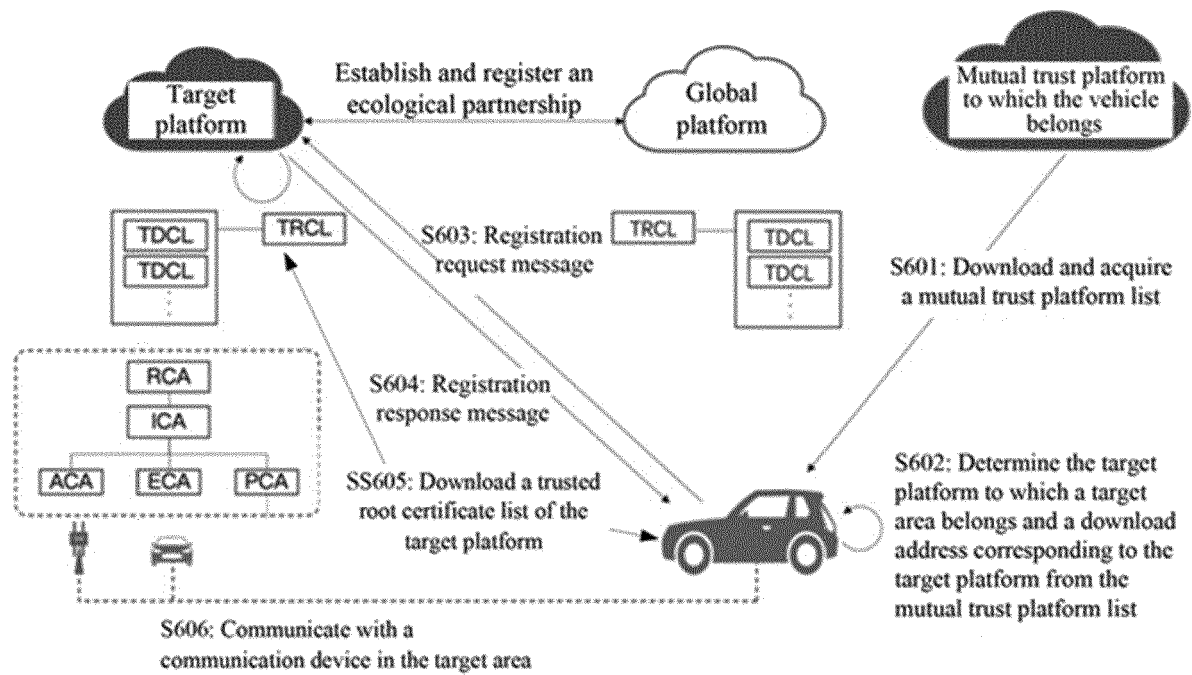 Target
platform
Establish and register an
ecological partnership
Global
platform
Mutual trust platform
to which the vehicle
belongs
TDCL
TDCL
TRCL
S603: Registration
request message
TRCL
TDCL
TDCL
S601: Download and acquire
a mutual trust platform list
RCA
ICA
ACA
ECA
PCA
S604: Registration
response message
SS605: Download a trusted
root certificate list of the
target platform
S602: Determine the target
platform to which a target
area belongs and a download
address corresponding to the
target platform from the
mutual trust platform list
S606: Communicate with a
communication device in the target area